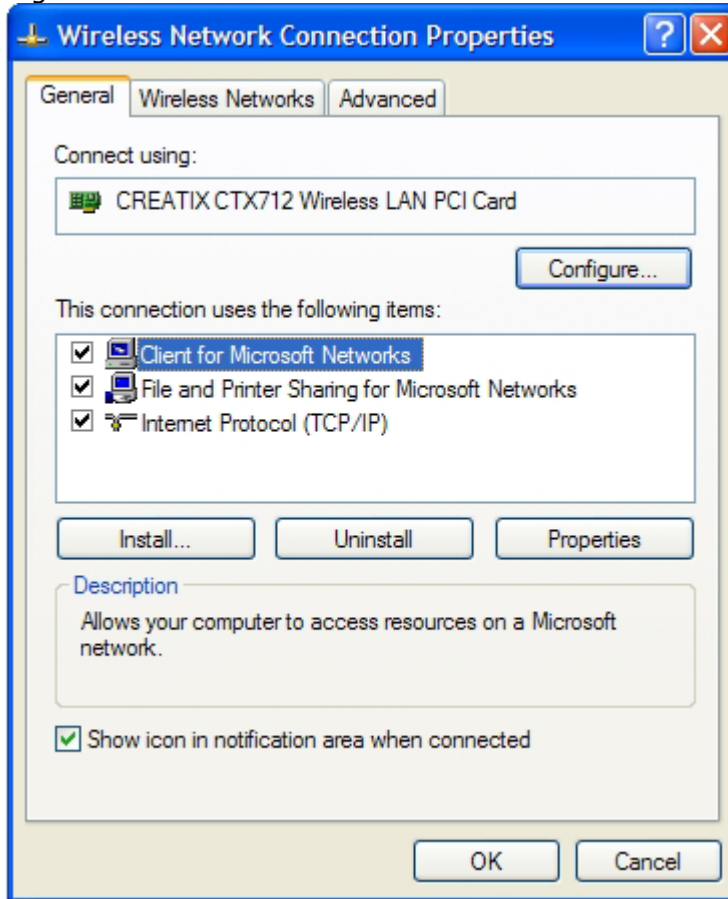 Wireless Network Connection Properties
General Wireless Networks Advanced
Connect using:
CREATIX CTX712 Wireless LAN PCI Card
Configure...
This connection uses the following items:
Client for Microsoft Networks
File and Printer Sharing for Microsoft Networks
Internet Protocol (TCP/IP)
Install... Uninstall Properties
Description
Allows your computer to access resources on a Microsoft
network.
Show icon in notification area when connected
OK Cancel